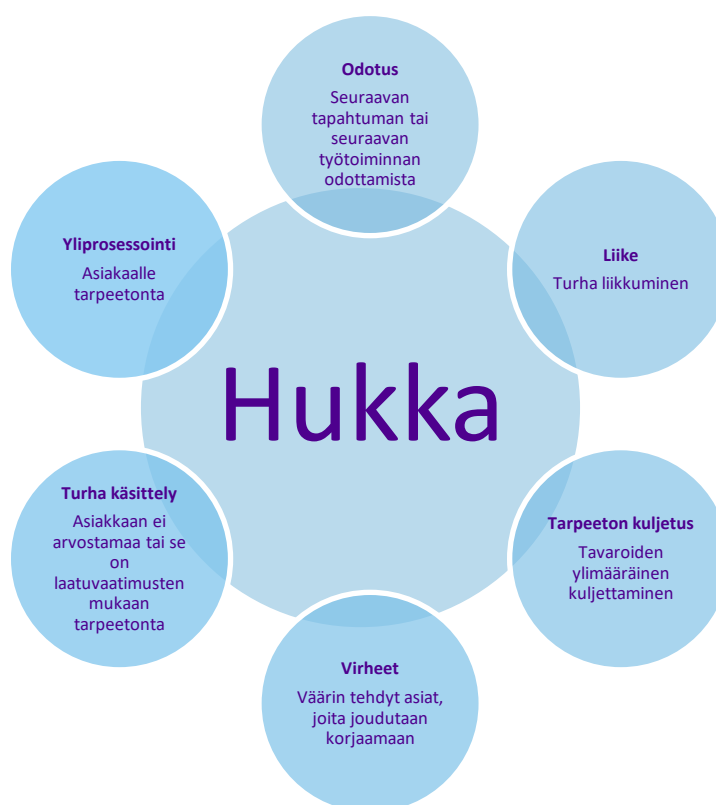 Odotus
Seuraavan
tapahtuman tai
seuraavan
työtoiminnan
odottamista
Yliprosessointi
Asiakaalle
tarpeetonta
Liike
Turha liikkuminen
Hukka
Turha käsittely
Asiakkaan ei
arvostamaa tai se
on
laatuvaatimusten
mukaan
tarpeetonta
Tarpeeton kuljetus
Tavaroiden
ylimääräinen
kuljettaminen
Virheet
Väärin tehdyt asiat,
joita joudutaan
korjaamaan